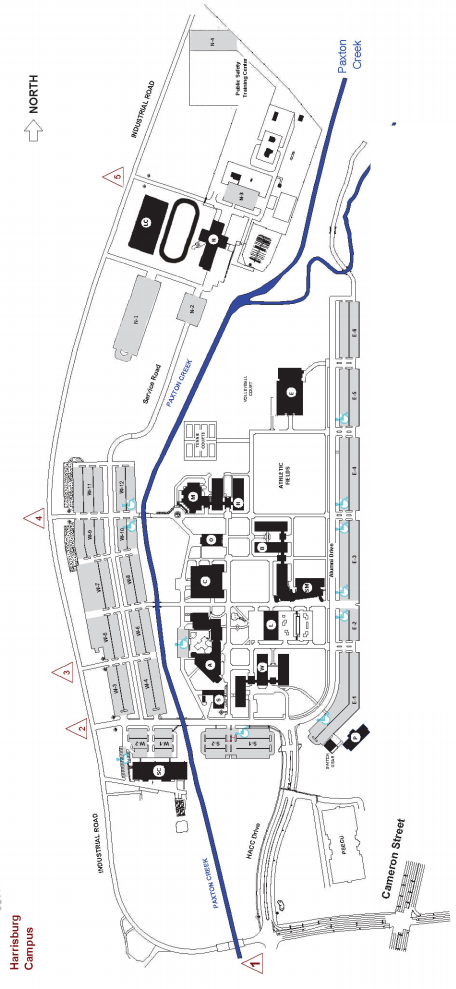 Harrisburg
Campus
NORTH
Paxton
Creek
INDUSTRIAL ROAD
Public Safety
Training Center
N-4
5
LC
N-3
N-1
N-2
Service Road
PAXTON CREEK
VOLLEYBALL
COURT
TENNIS
COURTS
E
E-6
E-5
E-4
E-3
E-2
E-1
ATHLETIC
FIELDS
Alumni Drive
4
W-11
W-12
W-9
W-10
W-7
W-8
W-5
W-6
W-3
W-4
3
2
W-2
W-1
M
C
B
L
A
W
S
S-2
S-1
SC
P
INDUSTRIAL ROAD
PAXTON CREEK
HACC Drive
PSECU
Cameron Street
1